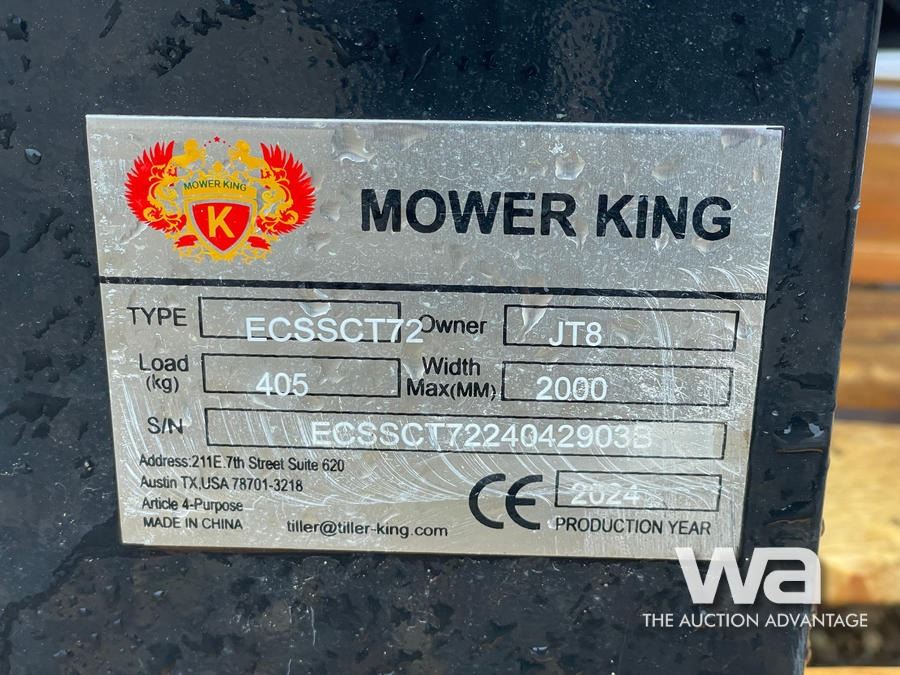 MOWER KING
K
MOWER KING
TYPE ECSSCT72 Owner JT8
Load (kg) 405 Width Max(MM) 2000
S/N ECSSCT7224042903B
Address:211E.7th Street Suite 620
Austin TX,USA 78701-3218
Article 4-Purpose
MADE IN CHINA
tiller@tiller-king.com
CE 2024
PRODUCTION YEAR
wa
THE AUCTION ADVANTAGE